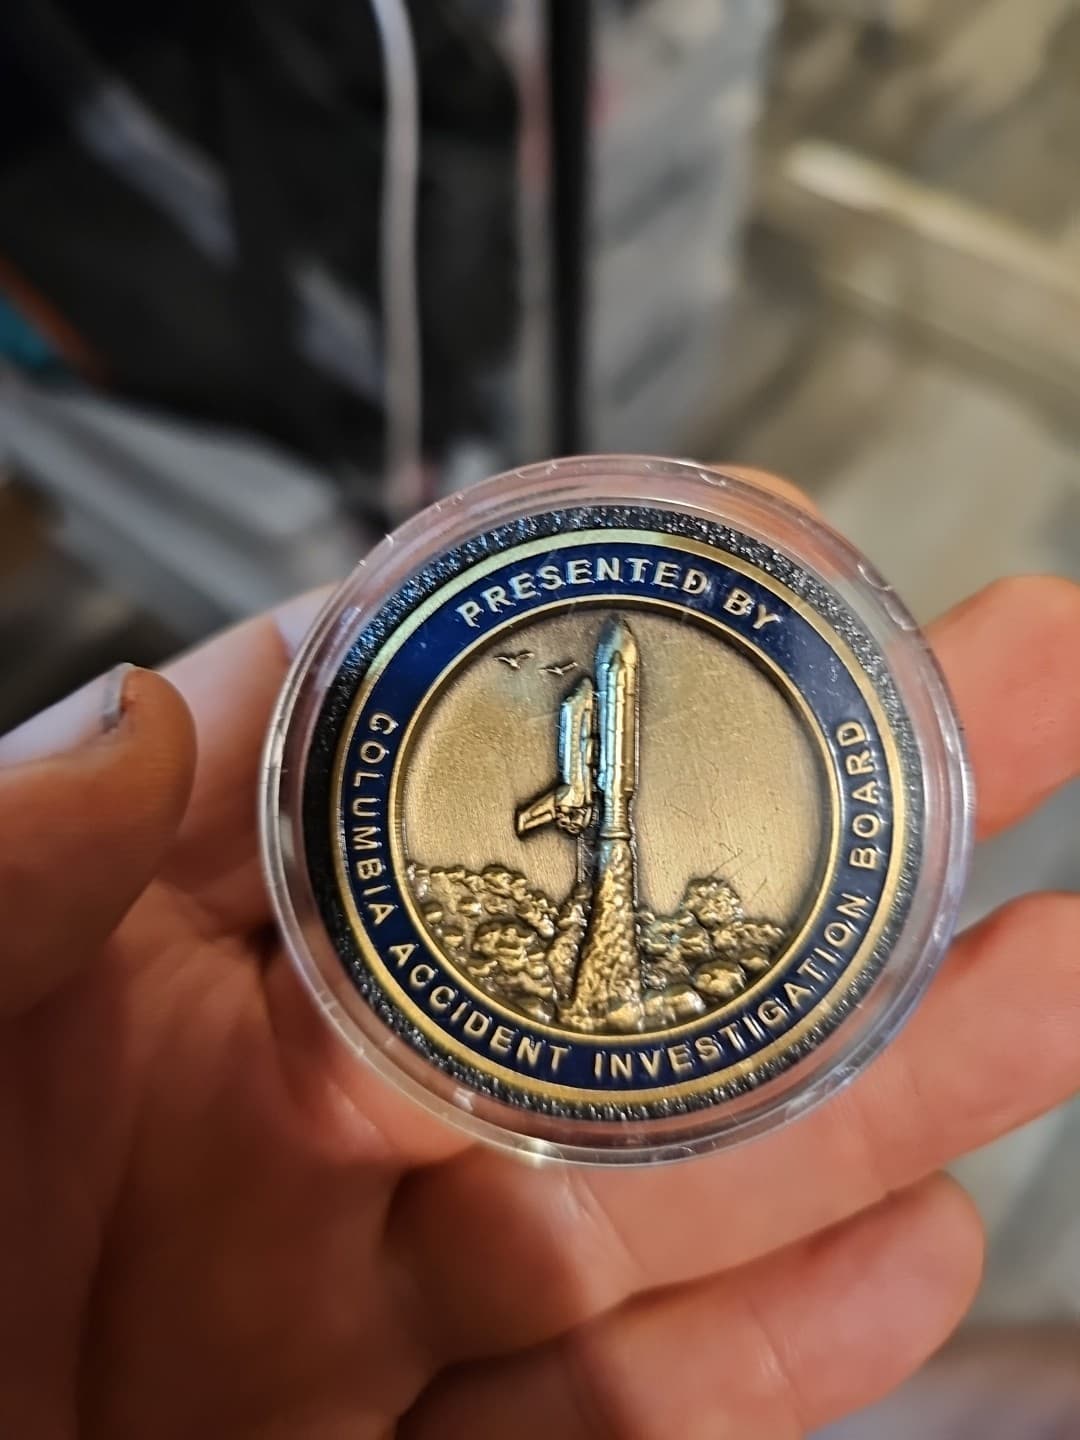 PRESENTED BY
COLUMBIA ACCIDENT INVESTIGATION BOARD